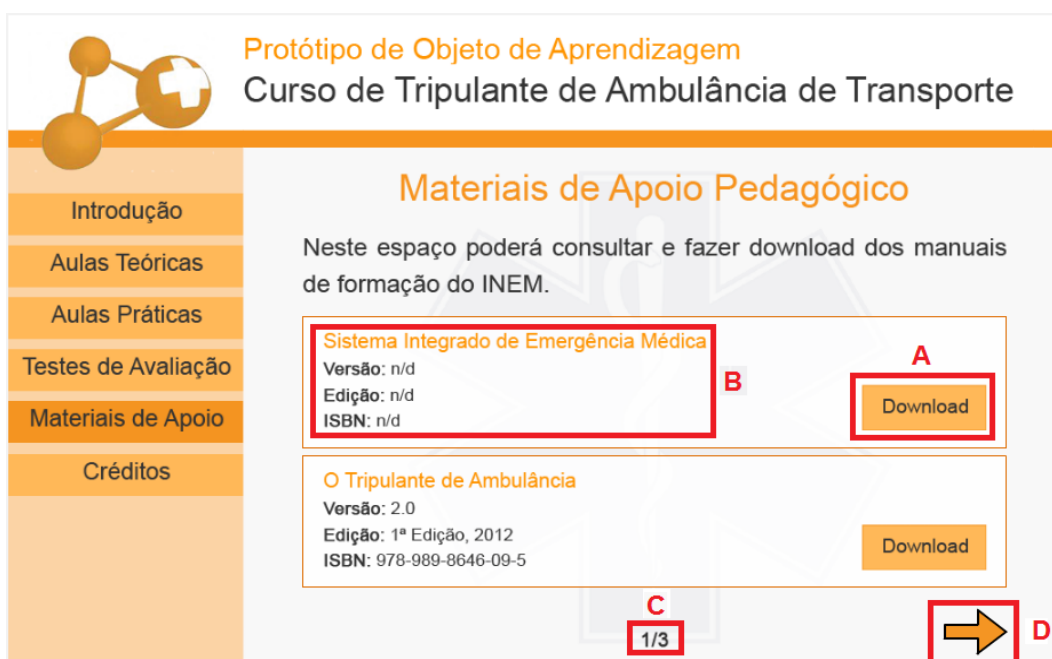 Protótipo de Objeto de Aprendizagem
Curso de Tripulante de Ambulância de Transporte
Introdução
Aulas Teóricas
Aulas Práticas
Testes de Avaliação
Materiais de Apoio
Créditos
Materiais de Apoio Pedagógico
Neste espaço poderá consultar e fazer download dos manuais
de formação do INEM.
Sistema Integrado de Emergência Médica
Versão: n/d
Edição: n/d
ISBN: n/d
B
A
Download
O Tripulante de Ambulância
Versão: 2.0
Edição: 1ª Edição, 2012
ISBN: 978-989-8646-09-5
Download
C
1/3
D